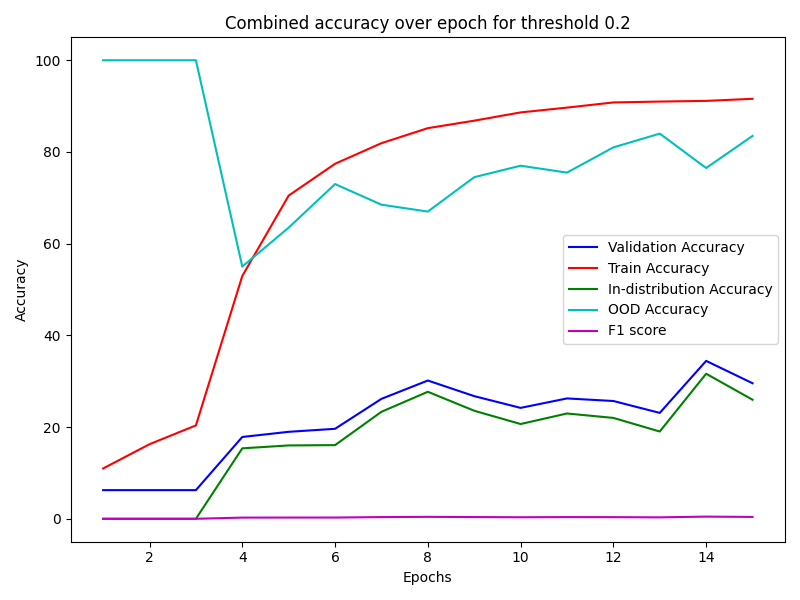 Combined accuracy over epoch for threshold 0.2
100
80
60
40
20
0
Accuracy
Validation Accuracy
Train Accuracy
In-distribution Accuracy
OOD Accuracy
F1 score
2 4 6 8 10 12 14
Epochs